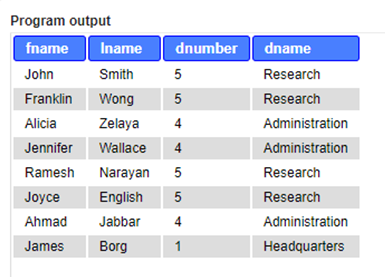 Program output
fname lname dnumber dname
John Smith 5 Research
Franklin Wong 5 Research
Alicia Zelaya 4 Administration
Jennifer Wallace 4 Administration
Ramesh Narayan 5 Research
Joyce English 5 Research
Ahmad Jabbar 4 Administration
James Borg 1 Headquarters